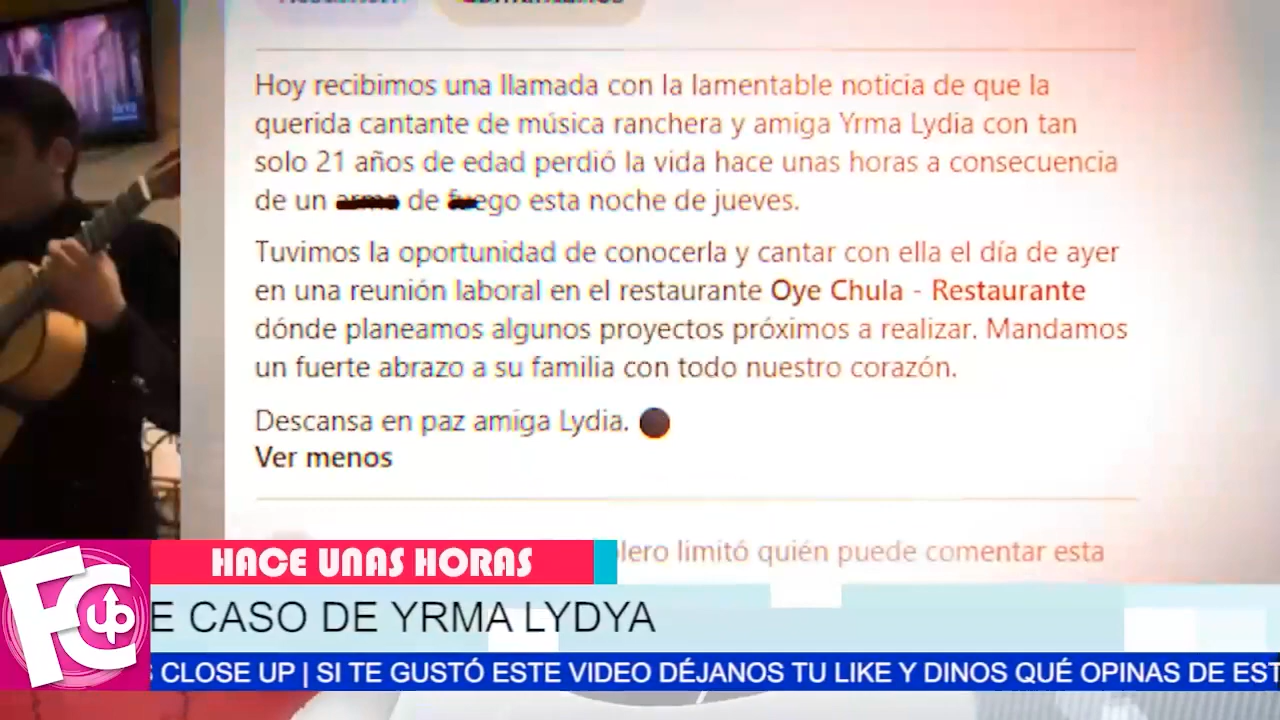 Hoy recibimos una llamada con la lamentable noticia de que la
querida cantante de música ranchera y amiga Yrma Lydia con tan
solo 21 años de edad perdió la vida hace unas horas a consecuencia
de un arma de fuego esta noche de jueves.
Tuvimos la oportunidad de conocerla y cantar con ella el día de ayer
en una reunión laboral en el restaurante Oye Chula - Restaurante
dónde planeamos algunos proyectos próximos a realizar. Mandamos
un fuerte abrazo a su familia con todo nuestro corazón.
Descansa en paz amiga Lydia.
Ver menos
lero limitó quién puede comentar esta
HACE UNAS HORAS
FC up
E CASO DE YRMA LYDYA
S CLOSE UP | SI TE GUSTÓ ESTE VIDEO DÉJANOS TU LIKE Y DINOS QUÉ OPINAS DE EST